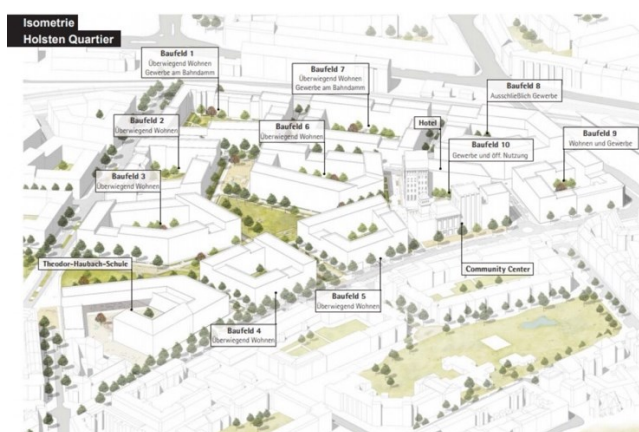 Isometrie
Holsten Quartier
Baufeld 1
Überwiegend Wohnen
Gewerbe am Bahndamm
Baufeld 7
Überwiegend Wohnen
Gewerbe am Bahndamm
Baufeld 8
Ausschließlich Gewerbe
Baufeld 2
Überwiegend Wohnen
Baufeld 6
Überwiegend Wohnen
Hotel
Baufeld 9
Wohnen und Gewerbe
Baufeld 10
Gewerbe und öff. Nutzung
Baufeld 3
Überwiegend Wohnen
Theodor-Haubach-Schule
Community Center
Baufeld 5
Überwiegend Wohnen
Baufeld 4
Überwiegend Wohnen